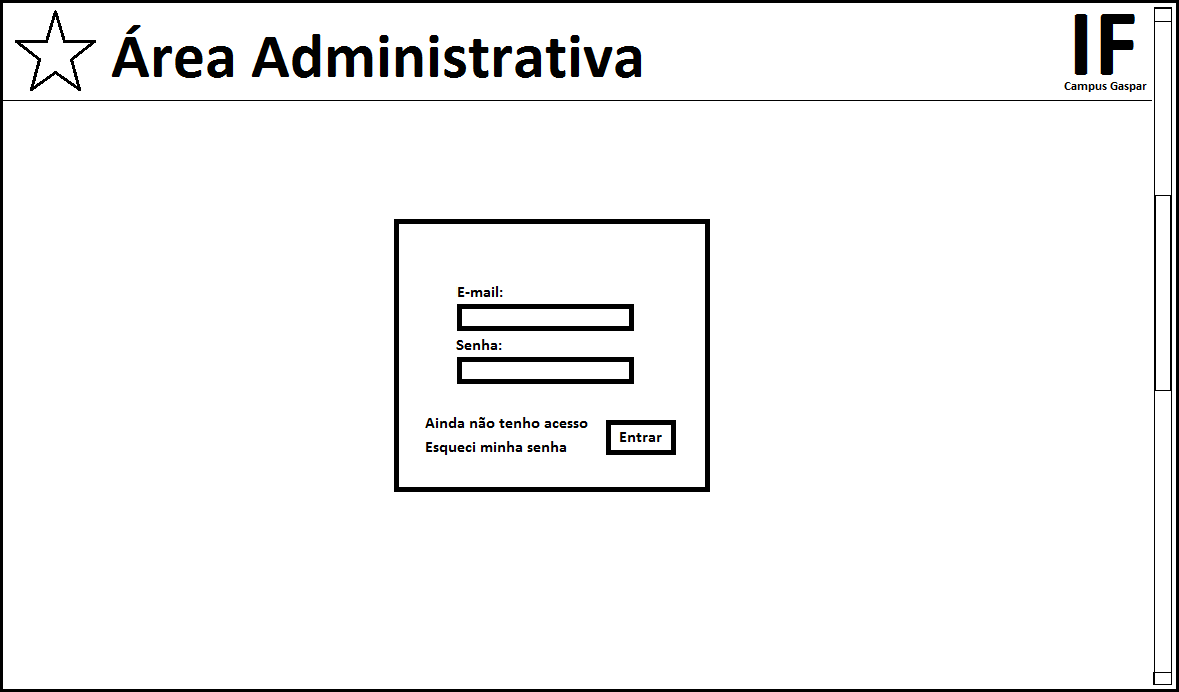 Área Administrativa
IF
Campus Gaspar
E-mail:
Senha:
Ainda não tenho acesso
Entrar
Esqueci minha senha